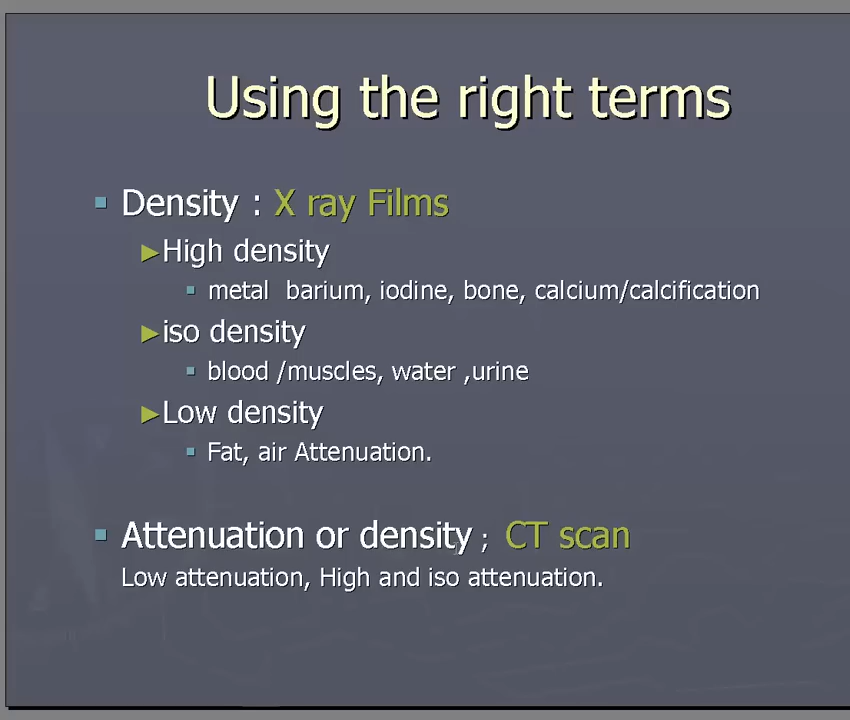 Using the right terms
Density : X ray Films
High density
metal barium, iodine, bone, calcium/calcification
iso density
blood /muscles, water ,urine
Low density
Fat, air Attenuation.
Attenuation or density ; CT scan
Low attenuation, High and iso attenuation.